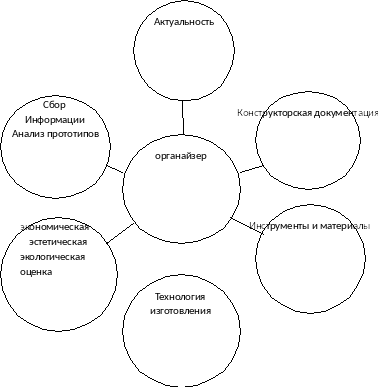 Актуальность
Сбор
Информации
Анализ прототипов
Конструкторская документация
органайзер
экономическая
эстетическая
экологическая
оценка
Инструменты и материалы
Технология
изготовления